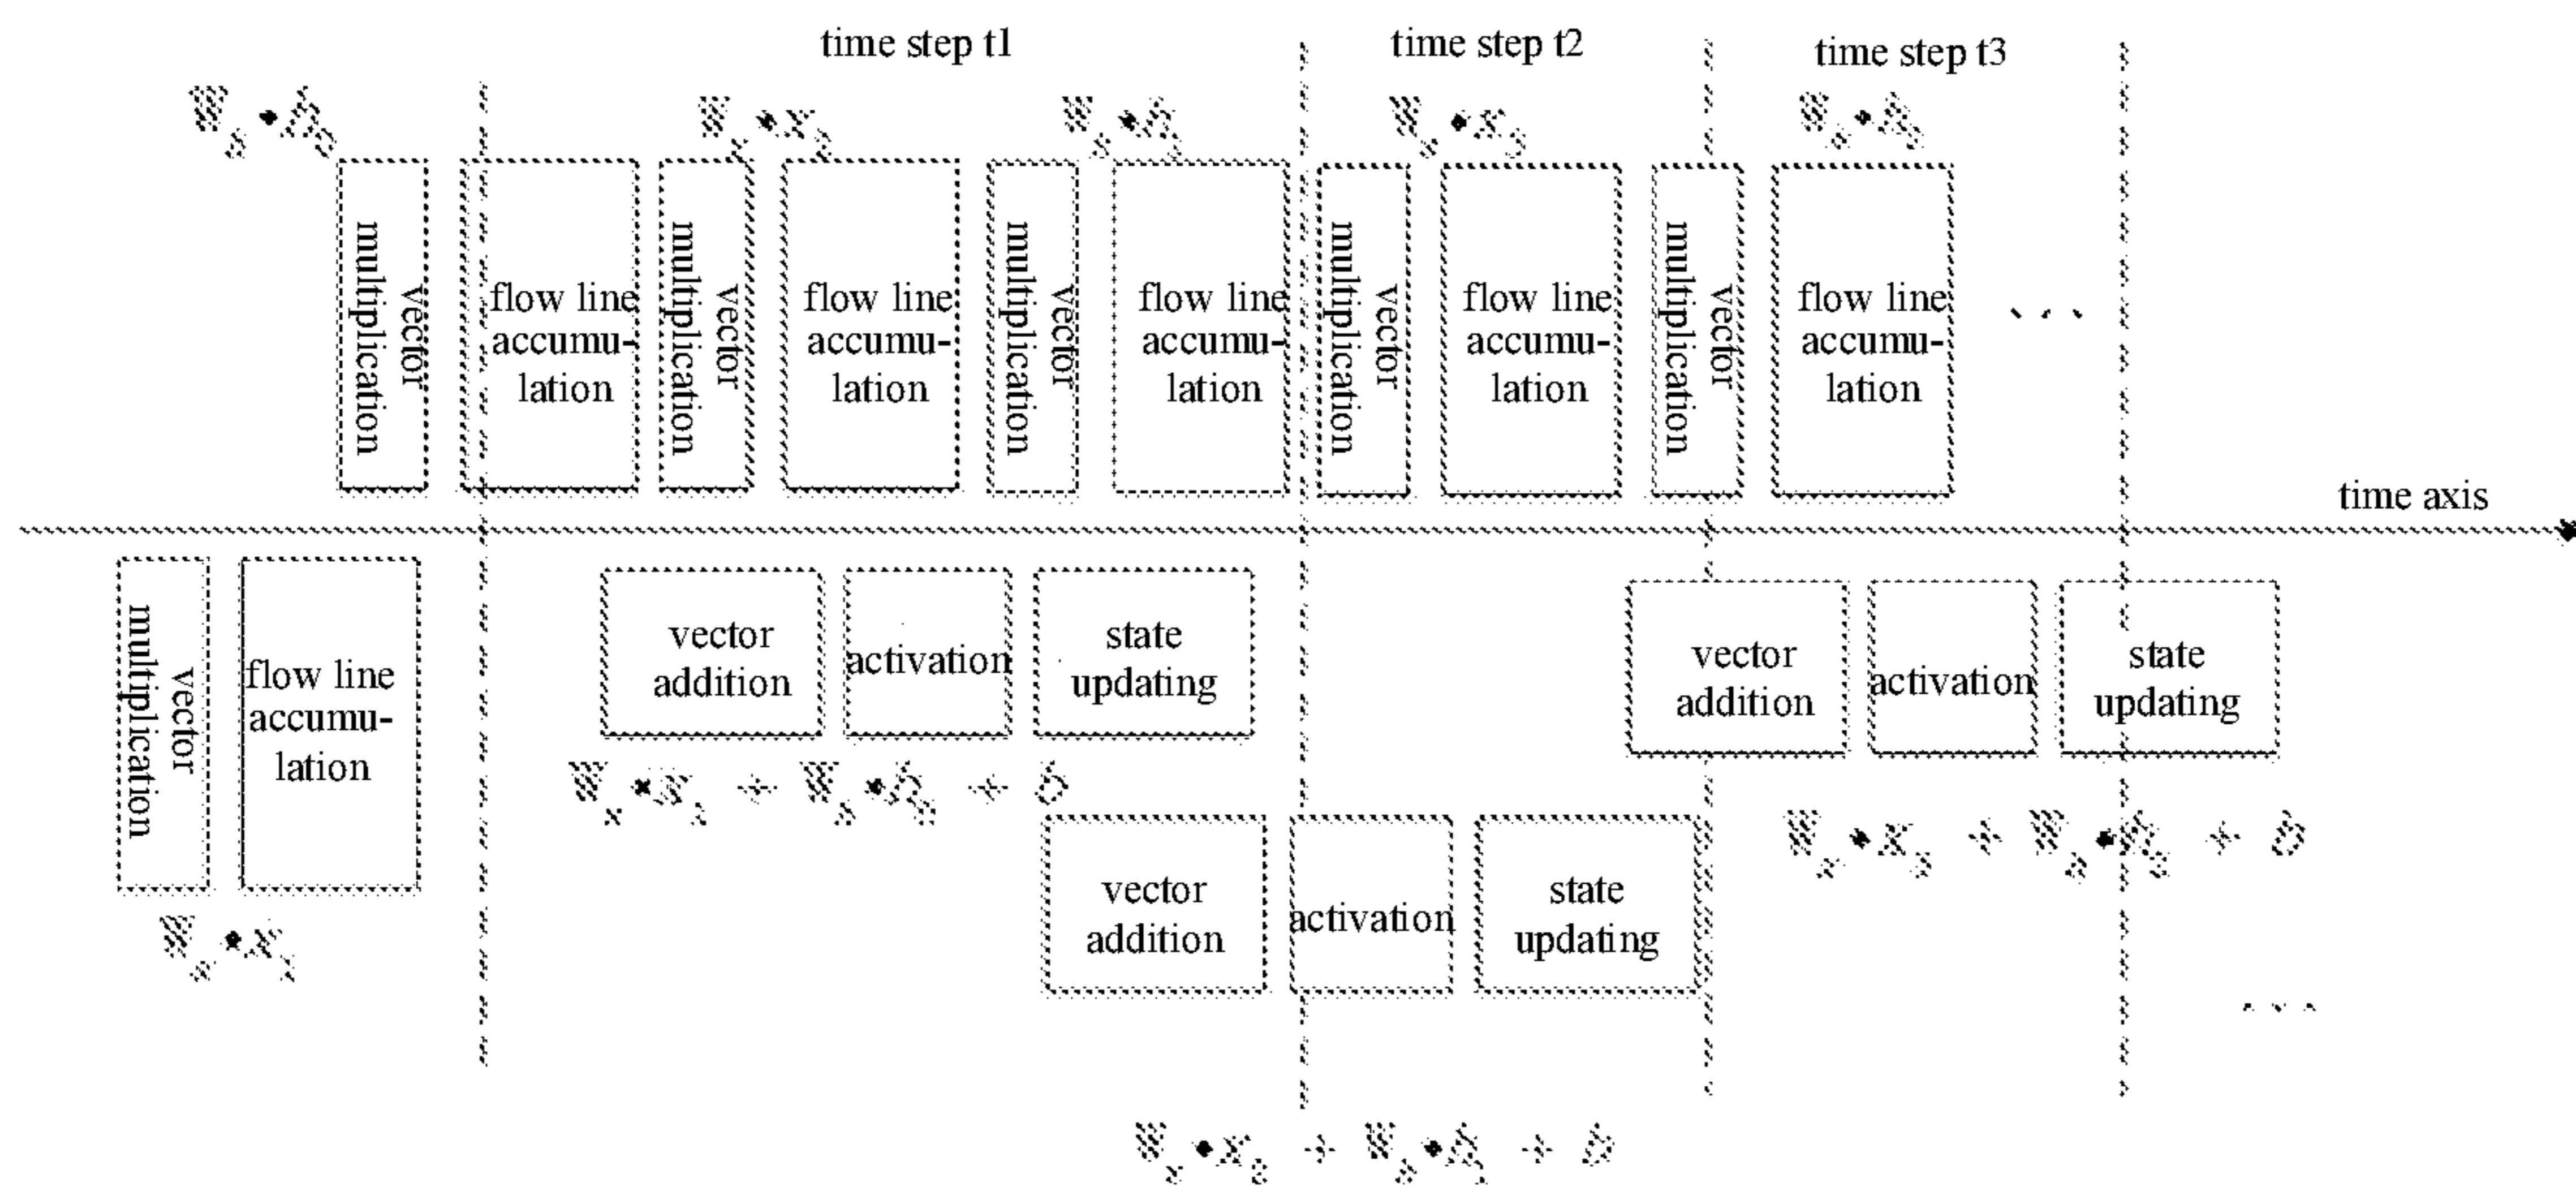 time step t1
time step t2
time step t3
vector
multiplication
flow line
accumu-
lation
vector
multiplication
flow line
accumu-
lation
vector
multiplication
flow line
accumu-
lation
vector
multiplication
flow line
accumu-
lation
vector
multiplication
flow line
accumu-
lation
...
time axis
vector
multiplication
flow line
accumu-
lation
vector
addition
activation
state
updating
vector
addition
activation
state
updating
vector
addition
activation
state
updating
...